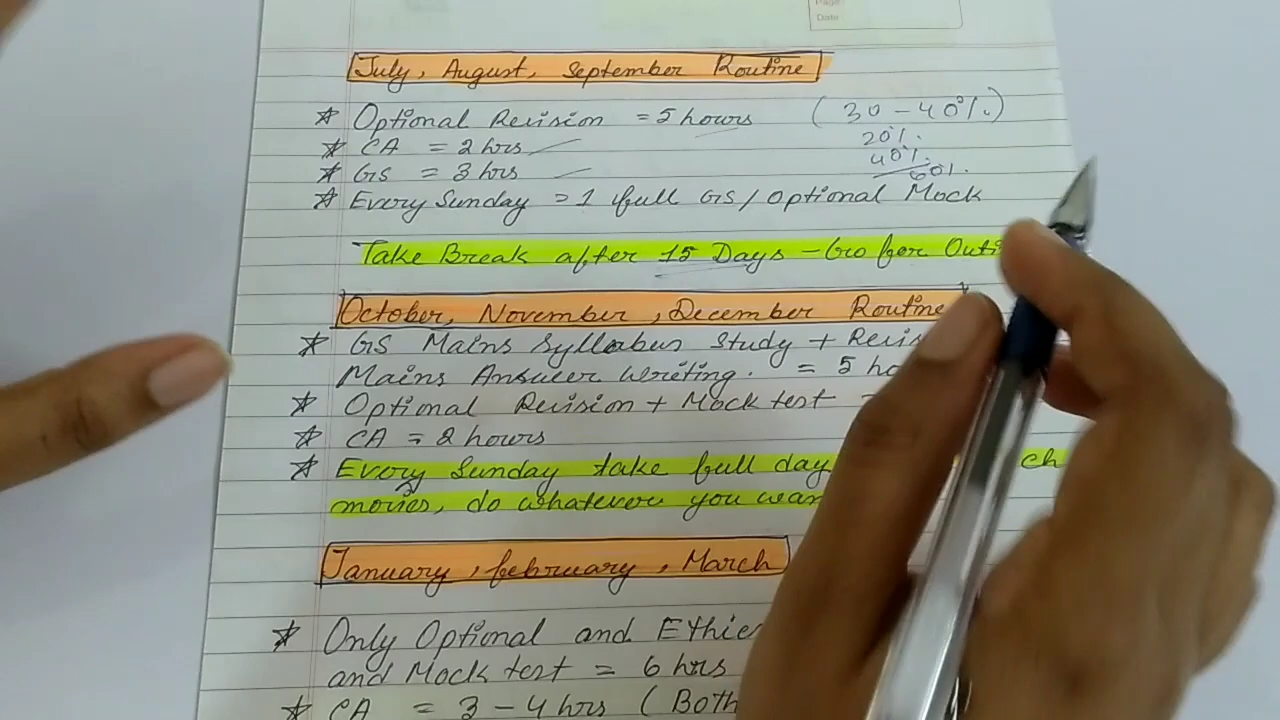 Page
Date
July, August, September Routine
☆ Optional Revision = 5 hours (30 - 40%.)
20%.
☆ CA = 2 hrs
40%.
☆ GS = 3 hrs
60%.
☆ Every Sunday = 1 full GS / Optional Mock
Take Break after 15 Days - Go for
October, November, December Routine
☆ GS Mains Syllabus Study +
Mains Answer Writing. = 5
☆ Optional Revision + Mock test =
☆ CA = 2 hours
☆ Every Sunday take full day
movies, do whatever you
January, february, March
☆ Only Optional and
and Mock test = 6 hrs
☆ CA = 3 - 4 hrs (Both